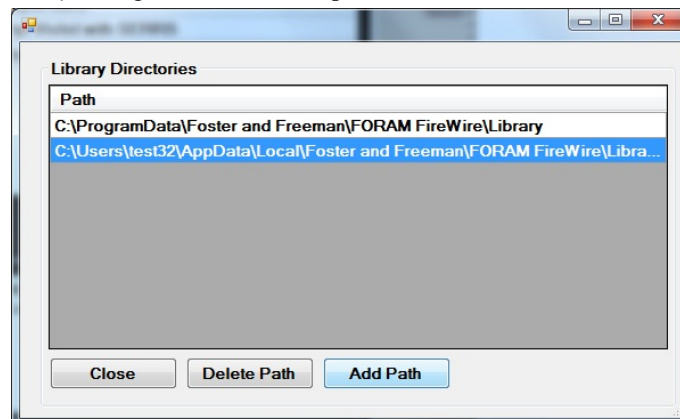 Library Directories
Path
C:\ProgramData\Foster and Freeman\FORAM FireWire\Library
C:\Users\test32\AppData\Local\Foster and Freeman\FORAM FireWire\Libra...
Close Delete Path Add Path